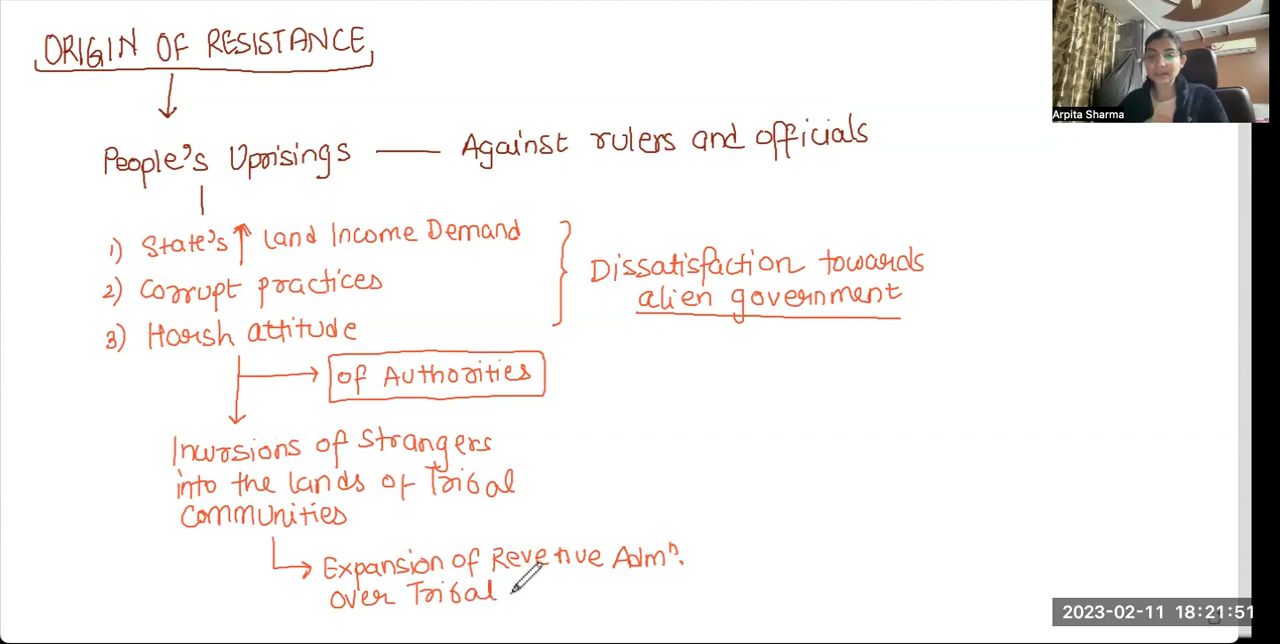 ORIGIN OF RESISTANCE
Arpita Sharma
People's Uprisings — Against rulers and officials
1) State's ↑ Land Income Demand
2) Corrupt practices
3) Harsh attitude
Dissatisfaction towards
alien government
of Authorities
Incursions of Strangers
into the lands of Tribal
Communities
Expansion of Revenue Admⁿ.
over Tribal
2023-02-11 18:21:51